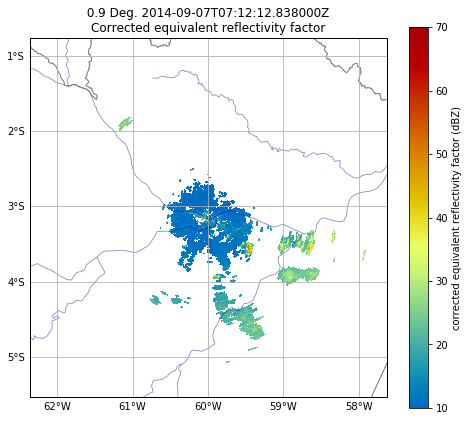 0.9 Deg. 2014-09-07T07:12:12.838000Z
Corrected equivalent reflectivity factor
1°S
2°S
3°S
4°S
5°S
62°W 61°W 60°W 59°W 58°W
70
60
50
40
30
20
10
corrected equivalent reflectivity factor (dBZ)